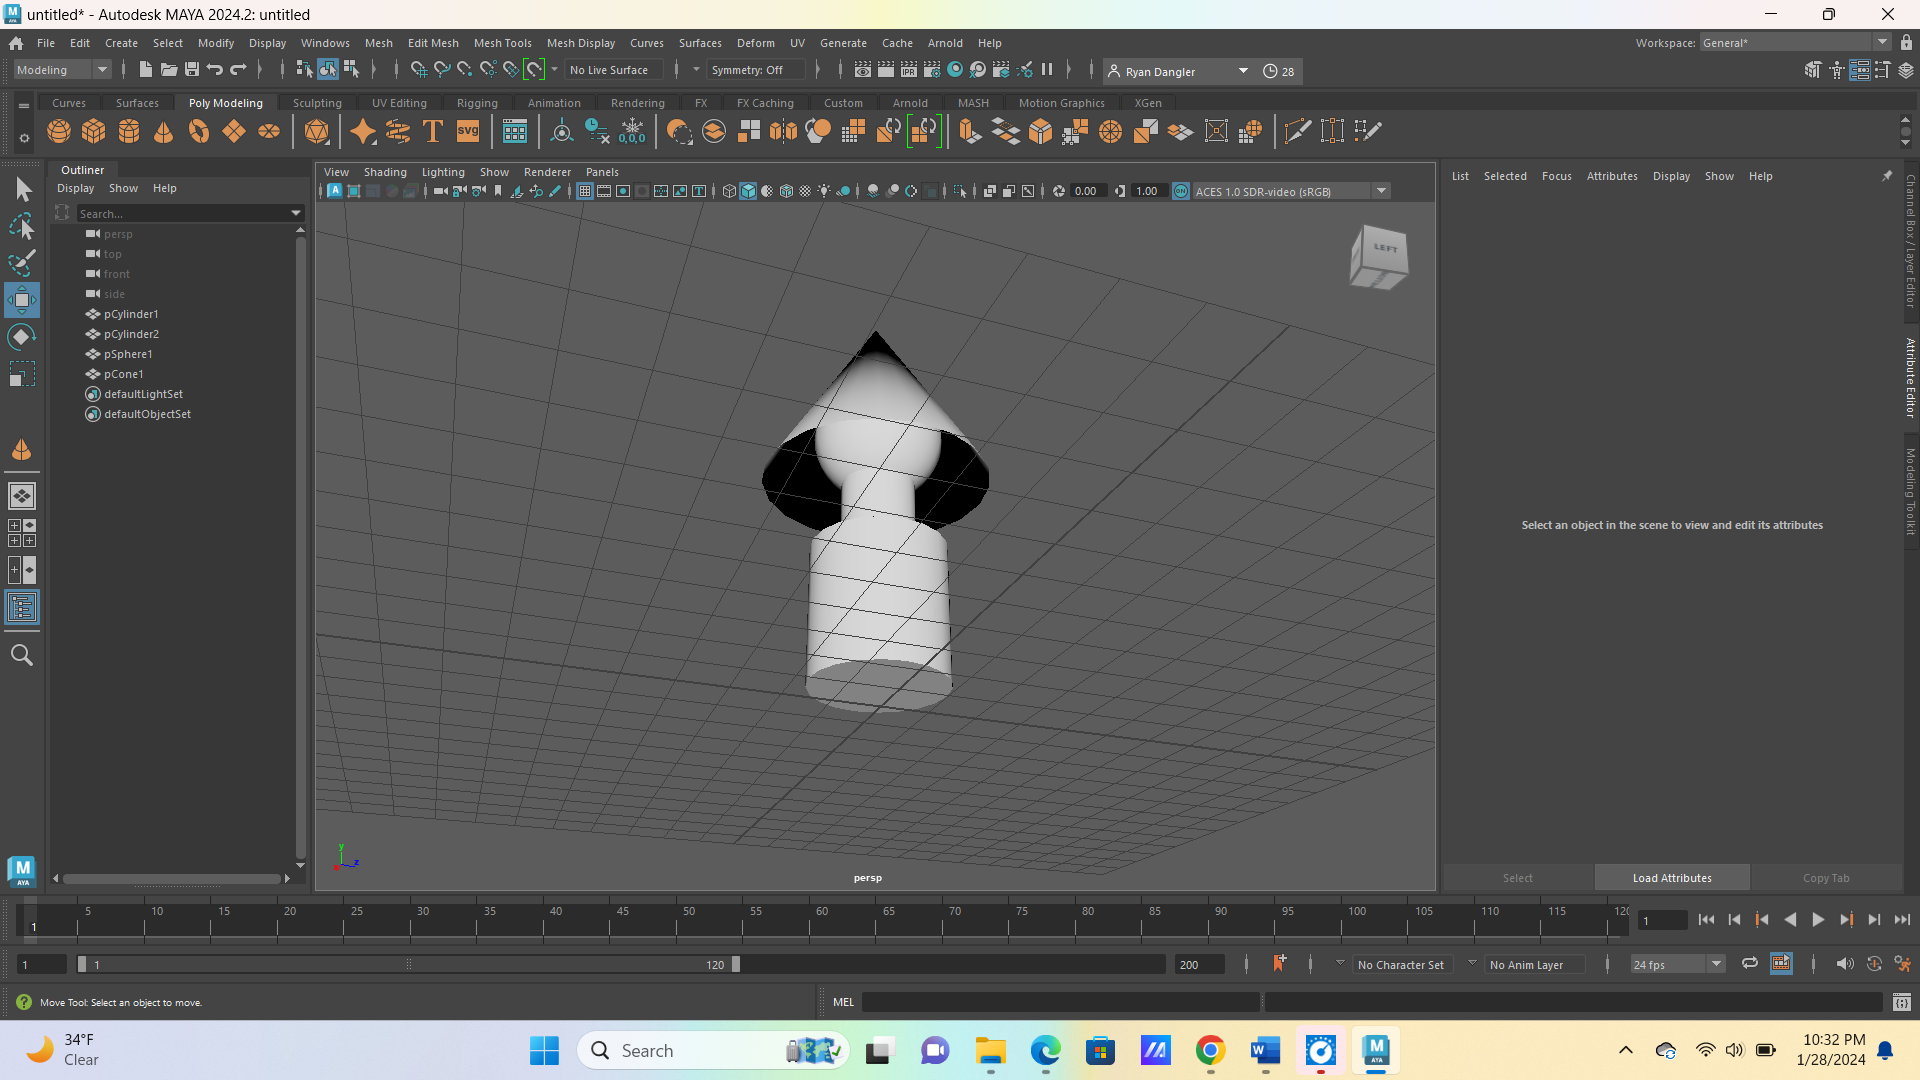 untitled* - Autodesk MAYA 2024.2: untitled
File Edit Create Select Modify Display Windows Mesh Edit Mesh Mesh Tools Mesh Display Curves Surfaces Deform UV Generate Cache Arnold Help
Workspace: General*
Modeling
No Live Surface
Symmetry: Off
Ryan Dangler
28
Curves Surfaces Poly Modeling Sculpting UV Editing Rigging Animation Rendering FX FX Caching Custom Arnold MASH Motion Graphics XGen
SVG
0,0,0
Outliner
Display Show Help
Search...
persp
top
front
side
pCylinder1
pCylinder2
pSphere1
pCone1
defaultLightSet
defaultObjectSet
View Shading Lighting Show Renderer Panels
0.00
1.00
ACES 1.0 SDR-video (sRGB)
LEFT
y
z
persp
List Selected Focus Attributes Display Show Help
Select an object in the scene to view and edit its attributes
Select
Load Attributes
Copy Tab
Channel Box / Layer Editor
Attribute Editor
Modeling Toolkit
1
5 10 15 20 25 30 35 40 45 50 55 60 65 70 75 80 85 90 95 100 105 110 115 120
1
1
1
120
200
No Character Set
No Anim Layer
24 fps
Move Tool: Select an object to move.
MEL
34°F
Clear
Search
10:32 PM
1/28/2024